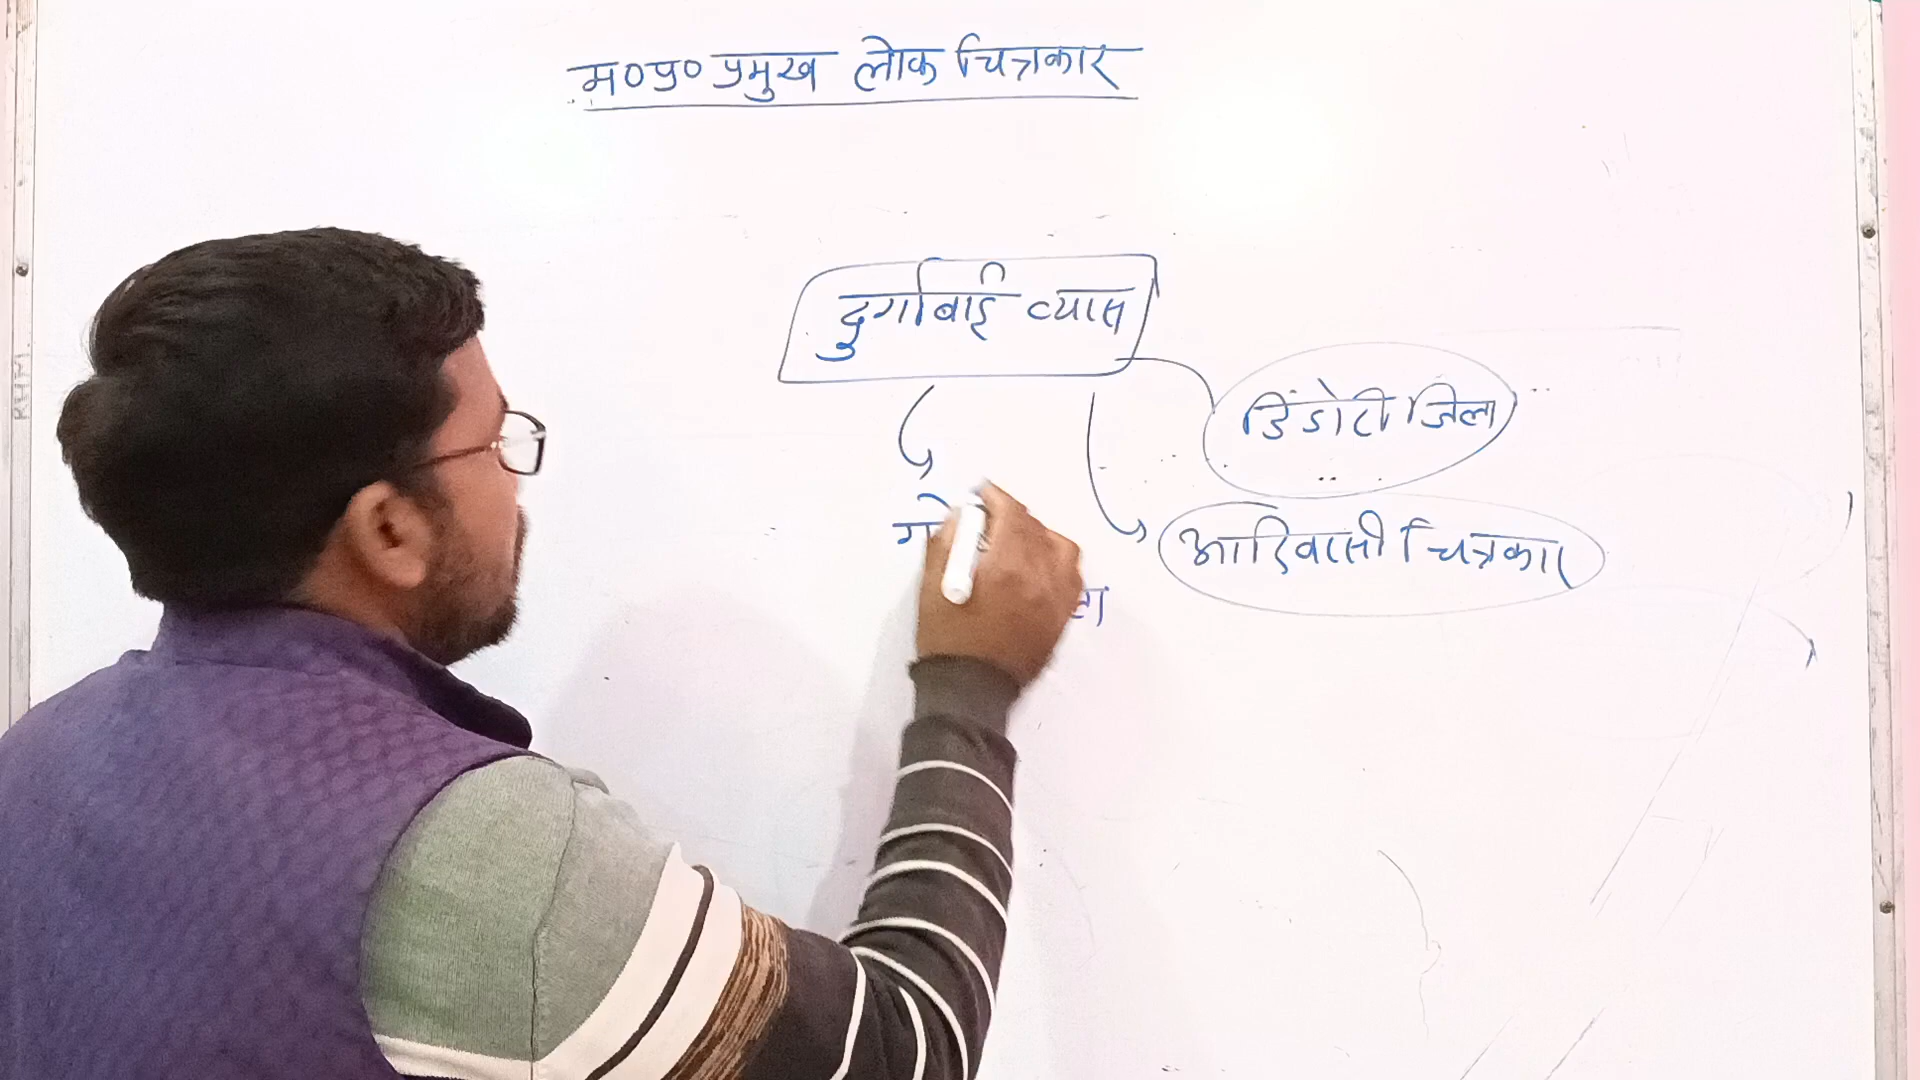 म०प्र० प्रमुख लोक चित्रकार
दुर्गाबाई व्यास
डिंडोरी जिला
आदिवासी चित्रकार